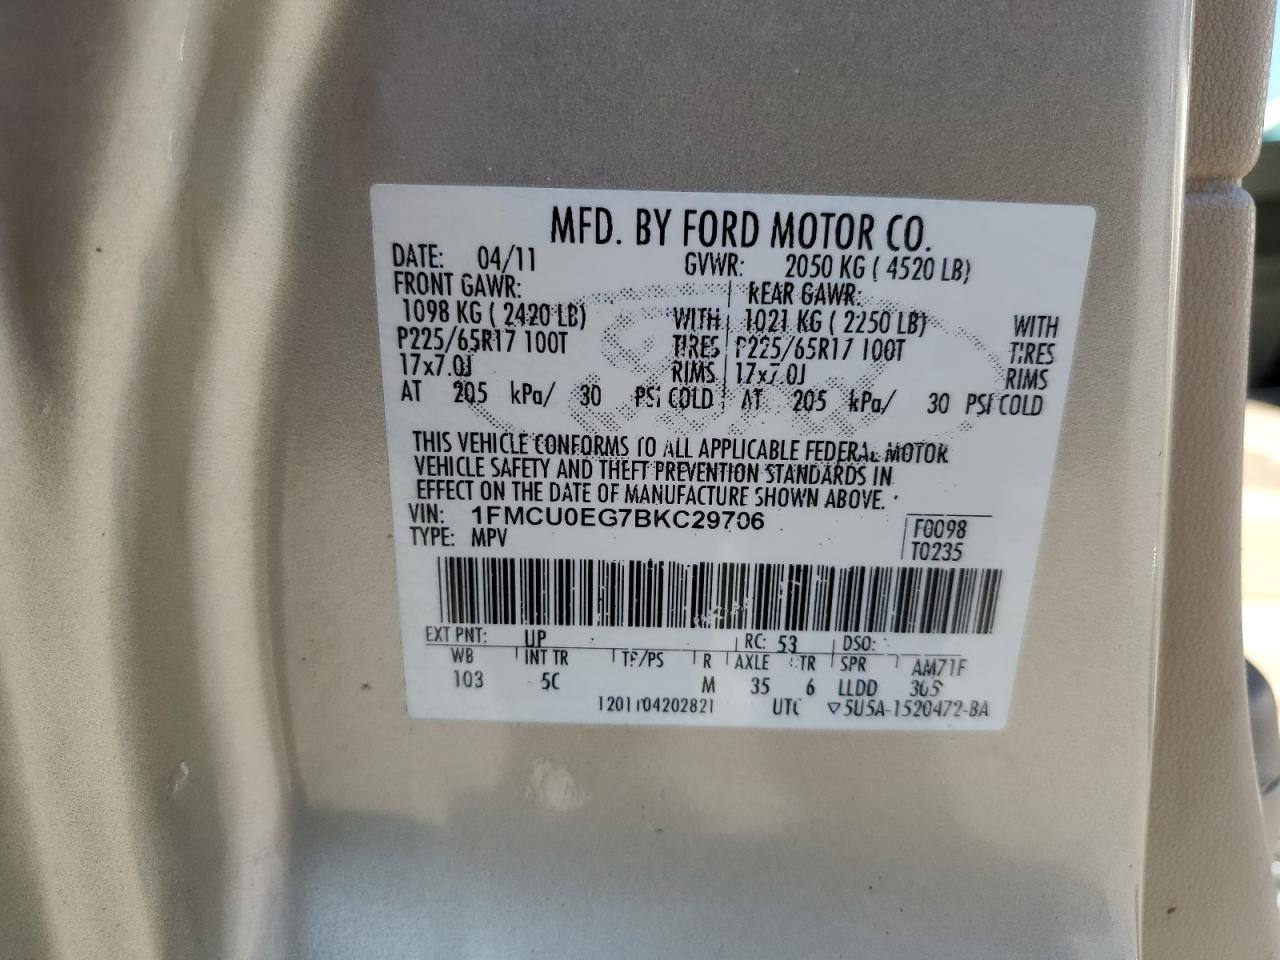 MFD. BY FORD MOTOR CO.
DATE: 04/11 GVWR: 2050 KG ( 4520 LB)
FRONT GAWR: REAR GAWR:
1098 KG ( 2420 LB) WITH 1021 KG ( 2250 LB) WITH
P225/65R17 100T TIRES P225/65R17 100T TIRES
17x7.0J RIMS 17x7.0J RIMS
AT 205 kPa/ 30 PSI COLD AT 205 kPa/ 30 PSI COLD
THIS VEHICLE CONFORMS TO ALL APPLICABLE FEDERAL MOTOR
VEHICLE SAFETY AND THEFT PREVENTION STANDARDS IN
EFFECT ON THE DATE OF MANUFACTURE SHOWN ABOVE.
VIN: 1FMCU0EG7BKC29706
TYPE: MPV
F0098
T0235
EXT PNT: UP RC: 53 DSO:
WB INT TR TP/PS R AXLE TR SPR AM71F
103 5C M 35 6 LLDD
UTC ▽5U5A-1520472-BA